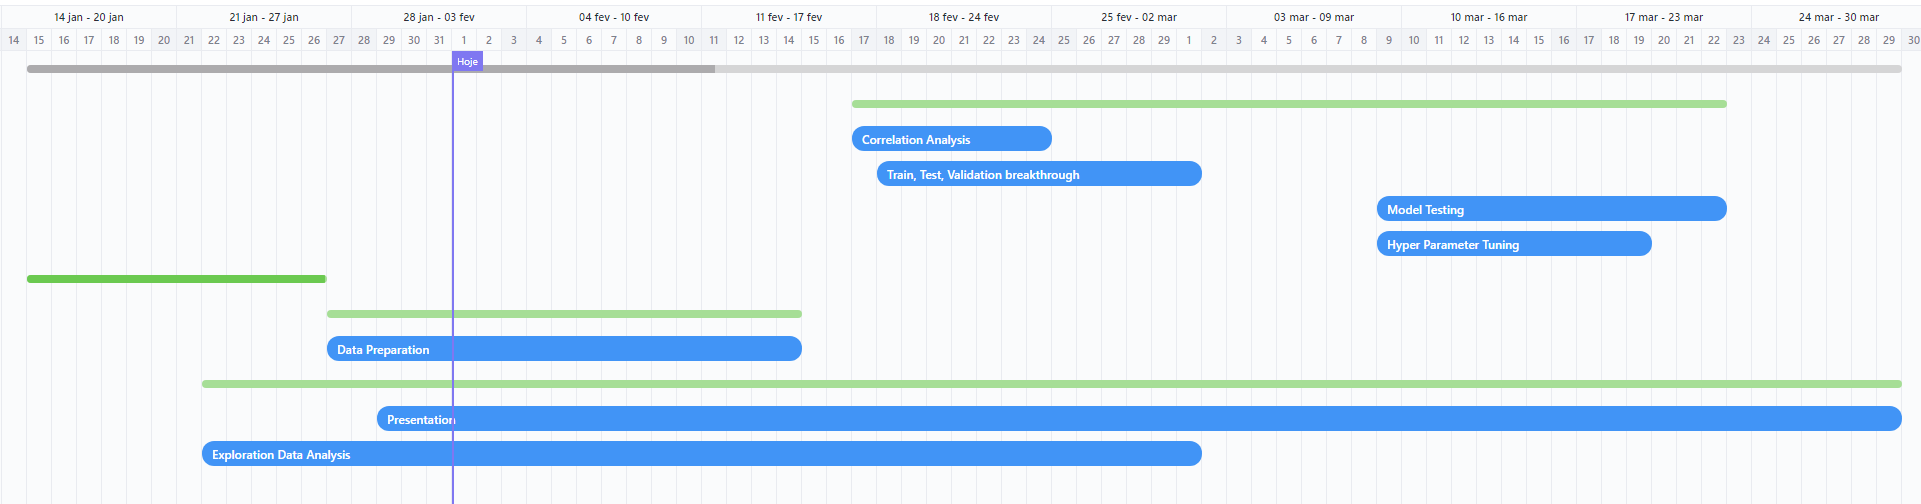 14 jan - 20 jan 21 jan - 27 jan 28 jan - 03 fev 04 fev - 10 fev 11 fev - 17 fev 18 fev - 24 fev 25 fev - 02 mar 03 mar - 09 mar 10 mar - 16 mar 17 mar - 23 mar 24 mar - 30 mar
14 15 16 17 18 19 20 21 22 23 24 25 26 27 28 29 30 31 1 2 3 4 5 6 7 8 9 10 11 12 13 14 15 16 17 18 19 20 21 22 23 24 25 26 27 28 29 1 2 3 4 5 6 7 8 9 10 11 12 13 14 15 16 17 18 19 20 21 22 23 24 25 26 27 28 29 30
Hoje
Correlation Analysis
Train, Test, Validation breakthrough
Model Testing
Hyper Parameter Tuning
Data Preparation
Presentation
Exploration Data Analysis